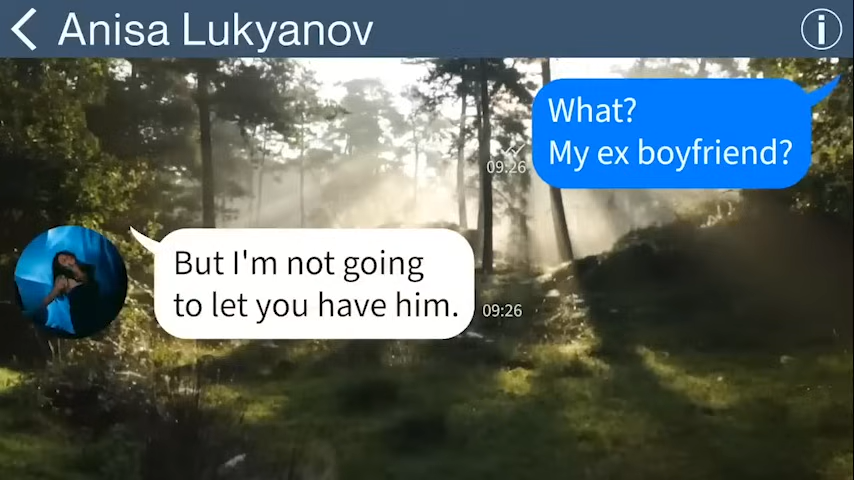 Anisa Lukyanov
What?
My ex boyfriend?
09:26
But I'm not going
to let you have him.
09:26